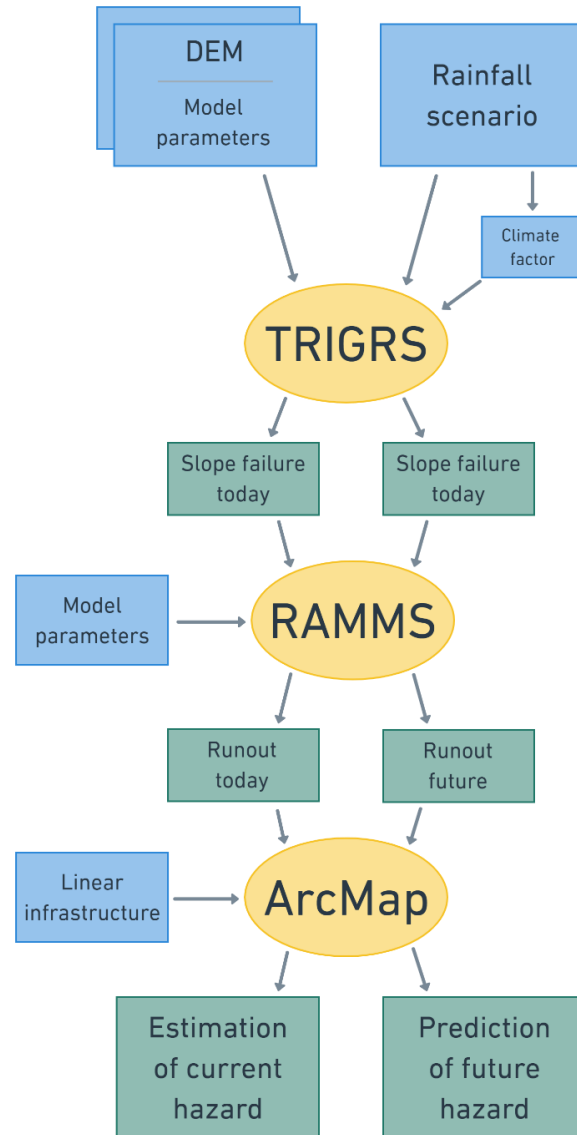 DEM
Model
parameters
Rainfall
scenario
Climate
factor
TRIGRS
Slope failure
today
Slope failure
today
RAMMS
Model
parameters
Runout
today
Runout
future
ArcMap
Linear
infrastructure
Estimation
of current
hazard
Prediction
of future
hazard